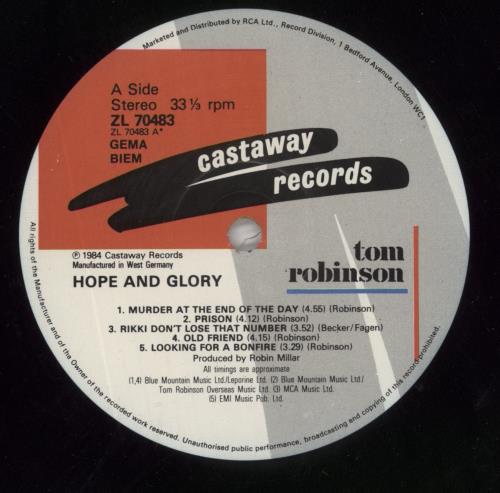 Marketed and Distributed by RCA Ltd., Record Division, 1 Bedford Avenue, London WC1
A Side
Stereo 33⅓ rpm
ZL 70483
ZL 70483 A*
GEMA
BIEM
castaway
records
℗ 1984 Castaway Records
Manufactured in West Germany
HOPE AND GLORY
tom
robinson
1. MURDER AT THE END OF THE DAY (4.55) (Robinson)
2. PRISON (4.12) (Robinson)
3. RIKKI DON'T LOSE THAT NUMBER (3.52) (Becker/Fagen)
4. OLD FRIEND (4.15) (Robinson)
5. LOOKING FOR A BONFIRE (3.29) (Robinson)
Produced by Robin Millar
All timings are approximate
(1,4) Blue Mountain Music Ltd/Leporine Ltd. (2) Blue Mountain Music Ltd./
Tom Robinson Overseas Music Ltd. (3) MCA Music Ltd.
(5) EMI Music Pub. Ltd.
All rights of the Manufacturer and of the Owner of the recorded work reserved. Unauthorised public performance, broadcasting and copying of this record prohibited.